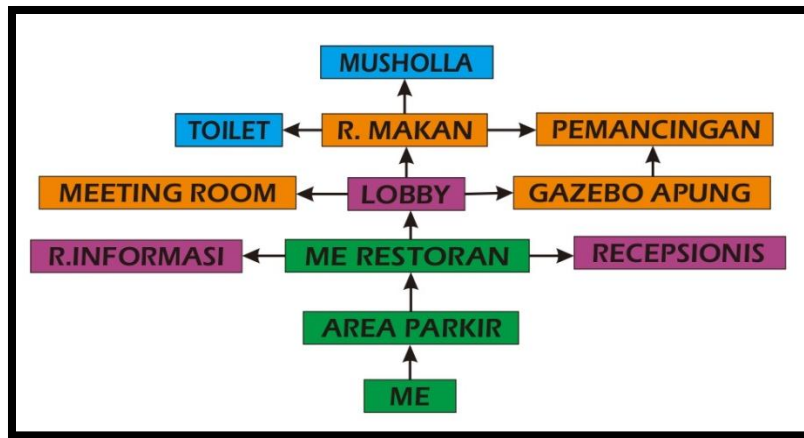 MUSHOLLA
TOILET
R. MAKAN
PEMANCINGAN
MEETING ROOM
LOBBY
GAZEBO APUNG
R.INFORMASI
ME RESTORAN
RECEPSIONIS
AREA PARKIR
ME